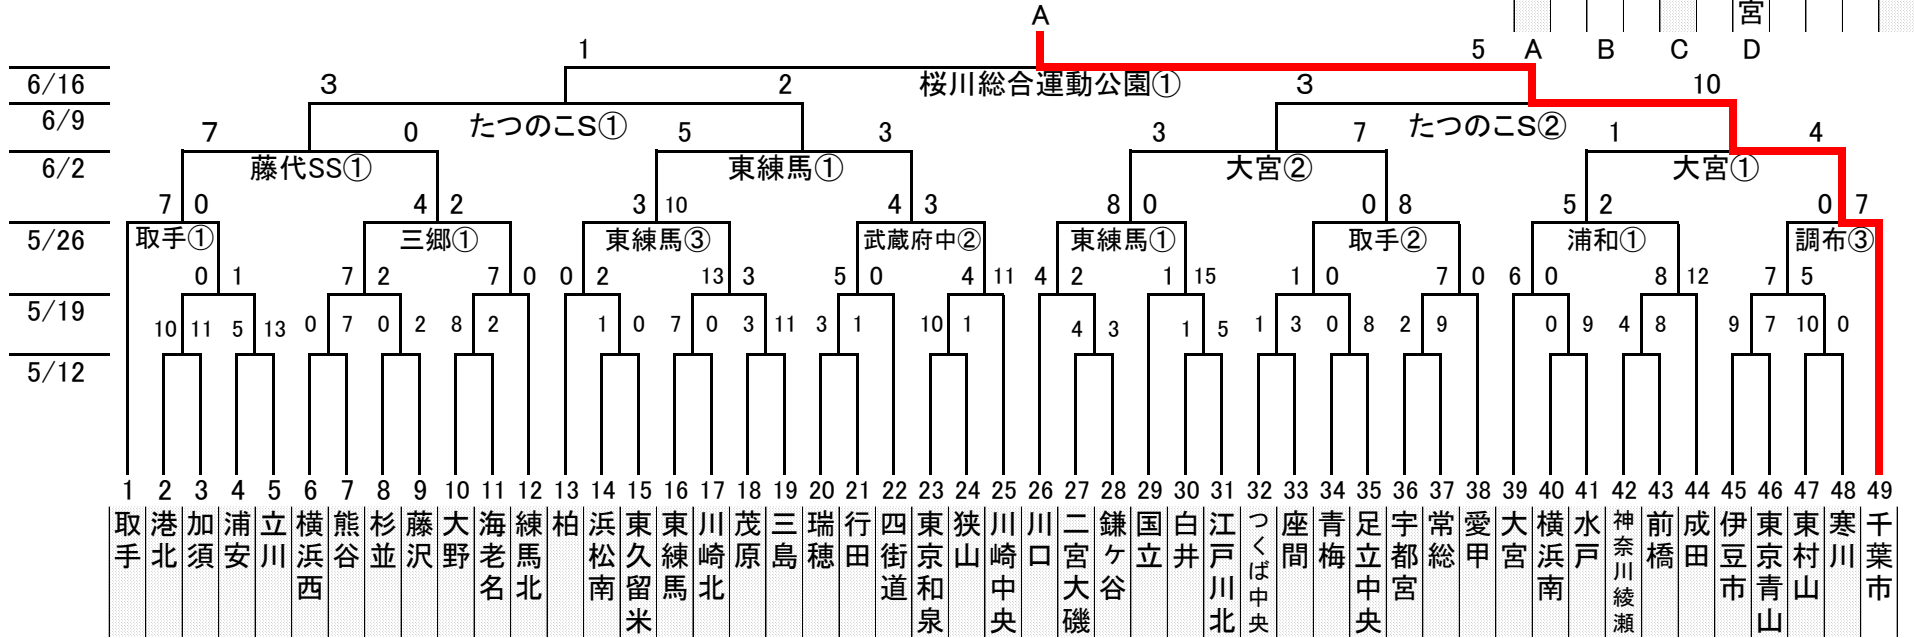 宮
A
1 5 A B C D
6/16 3 2 桜川総合運動公園① 3 10
6/9 7 0 たつのこS① 5 3 3 7 たつのこS② 1 4
6/2 藤代SS① 東練馬① 大宮② 大宮①
7 0 4 2 3 10 4 3 8 0 0 8 5 2 0 7
5/26 取手① 三郷① 東練馬③ 武蔵府中② 東練馬① 取手② 浦和① 調布③
0 1 7 2 7 0 0 2 13 3 5 0 4 11 4 2 1 15 1 0 7 0 6 0 8 12 7 5
5/19 10 11 5 13 0 7 0 2 8 2 1 0 7 0 3 11 3 1 10 1 4 3 1 5 1 3 0 8 2 9 0 9 4 8 9 7 10 0
5/12
1 2 3 4 5 6 7 8 9 10 11 12 13 14 15 16 17 18 19 20 21 22 23 24 25 26 27 28 29 30 31 32 33 34 35 36 37 38 39 40 41 42 43 44 45 46 47 48 49
取手
港北
加須
浦安
立川
横浜西
熊谷
杉並
藤沢
大野
海老名
練馬北
柏
浜松南
東久留米
東練馬
川崎北
茂原
三島
瑞穂
行田
四街道
東京和泉
狭山
川崎中央
川口
二宮大磯
鎌ヶ谷
国立
白井
江戸川北
つくば中央
座間
青梅
足立中央
宇都宮
常総
愛甲
大宮
横浜南
水戸
神奈川綾瀬
前橋
成田
伊豆市
東京青山
東村山
寒川
千葉市